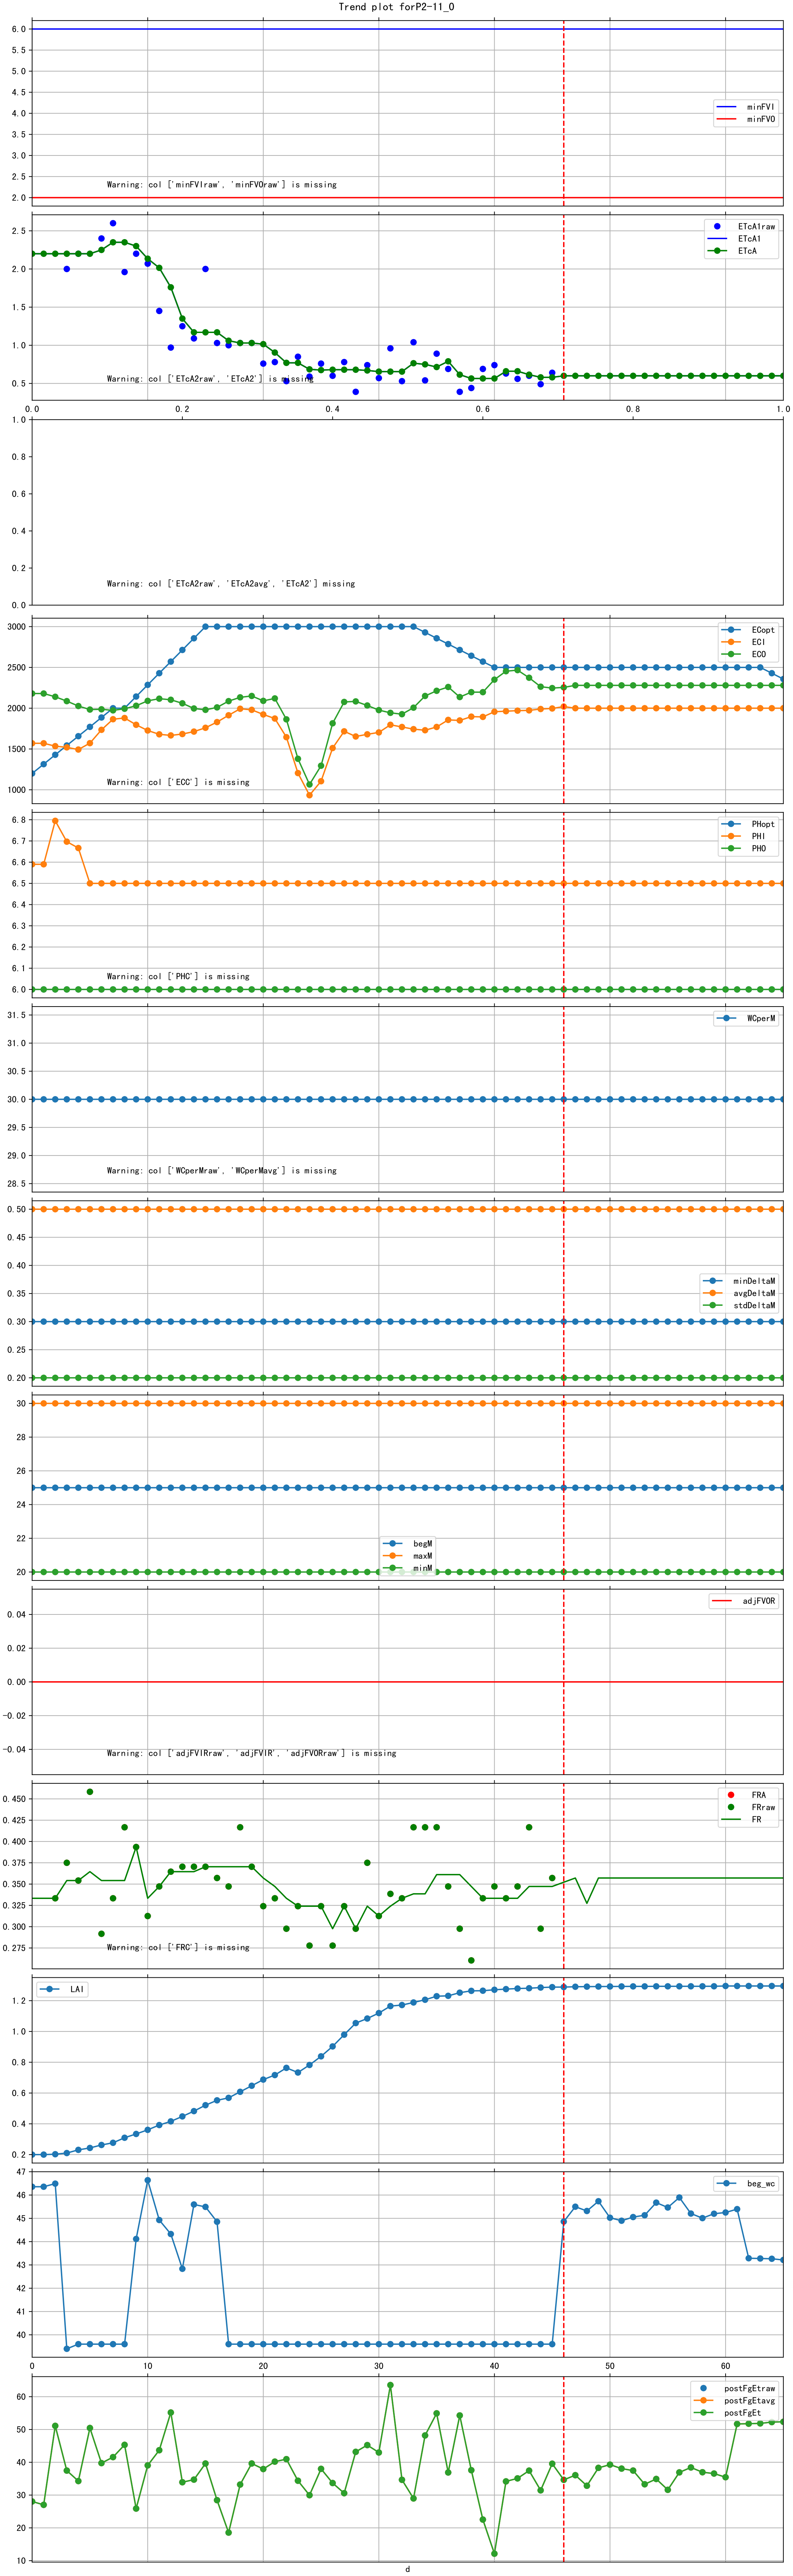 Trend plot forP2-11_0
6.0
5.5
5.0
4.5
4.0
3.5
3.0
2.5
2.0
minFVI
minFVO
Warning: col ['minFVIraw', 'minFVOraw'] is missing
2.5
2.0
1.5
1.0
0.5
ETcA1raw
ETcA1
ETcA
Warning: col ['ETcA2raw', 'ETcA2'] is missing
0.0 0.2 0.4 0.6 0.8 1.0
1.0
0.8
0.6
0.4
0.2
0.0
Warning: col ['ETcA2raw', 'ETcA2avg', 'ETcA2'] missing
3000
2500
2000
1500
1000
ECopt
ECI
ECO
Warning: col ['ECC'] is missing
6.8
6.7
6.6
6.5
6.4
6.3
6.2
6.1
6.0
PHopt
PHI
PHO
Warning: col ['PHC'] is missing
31.5
31.0
30.5
30.0
29.5
29.0
28.5
WCperM
Warning: col ['WCperMraw', 'WCperMavg'] is missing
0.50
0.45
0.40
0.35
0.30
0.25
0.20
minDeltaM
avgDeltaM
stdDeltaM
30
28
26
24
22
20
begM
maxM
minM
0.04
0.02
0.00
-0.02
-0.04
adjFVOR
Warning: col ['adjFVIRraw', 'adjFVIR', 'adjFVORraw'] is missing
0.450
0.425
0.400
0.375
0.350
0.325
0.300
0.275
FRA
FRraw
FR
Warning: col ['FRC'] is missing
1.2
1.0
0.8
0.6
0.4
0.2
LAI
47
46
45
44
43
42
41
40
beg_wc
0 10 20 30 40 50 60
60
50
40
30
20
10
postFgEtraw
postFgEtavg
postFgEt
d